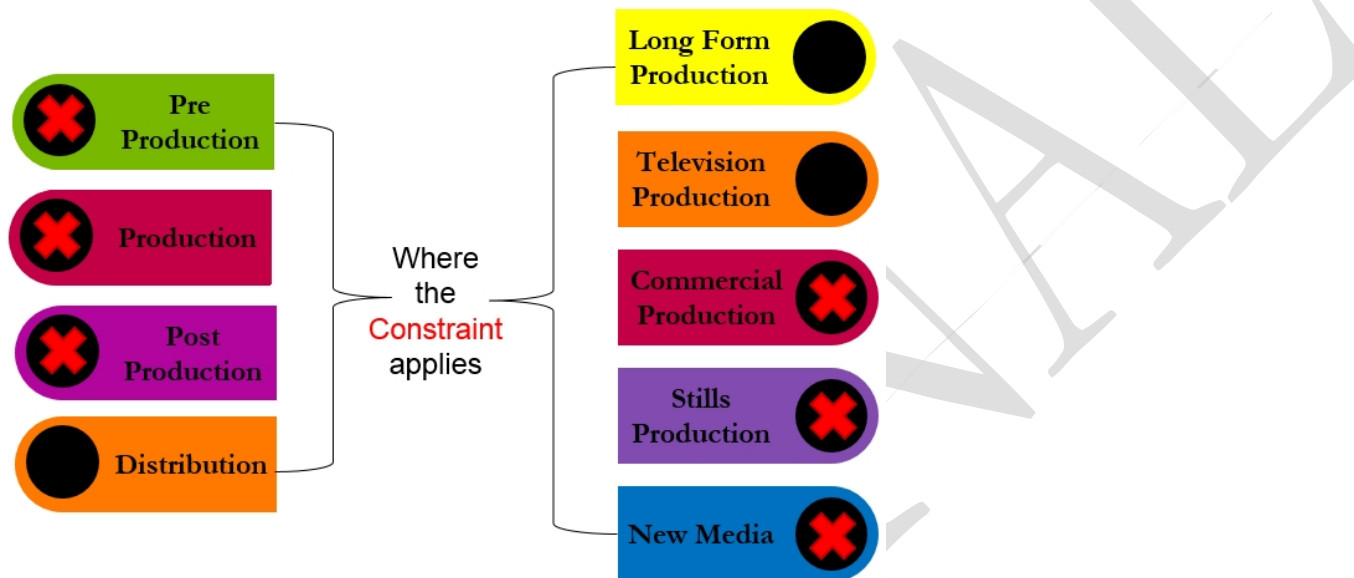 Pre
Production
Production
Post
Production
Distribution
Where
the
Constraint
applies
Long Form
Production
Television
Production
Commercial
Production
Stills
Production
New Media